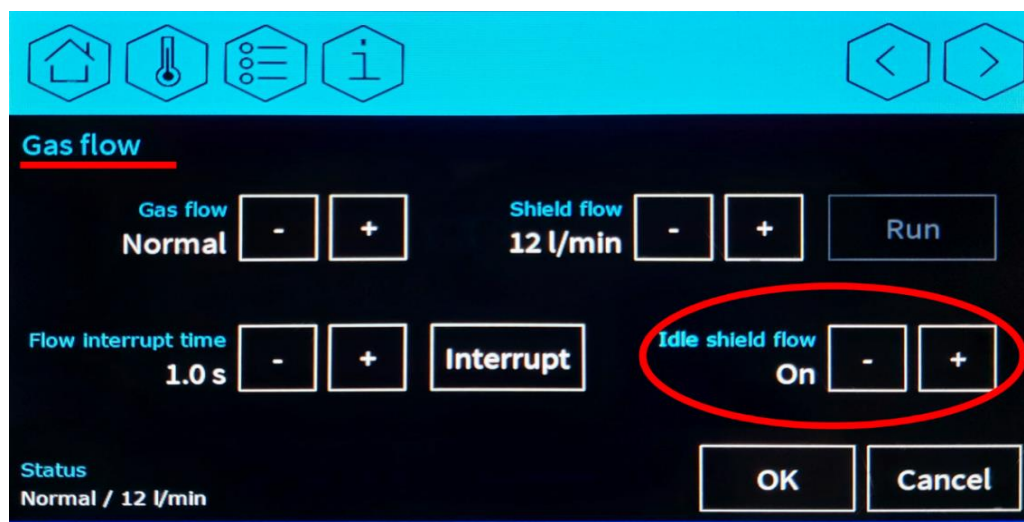 i
Gas flow
Gas flow
Normal
-
+
Shield flow
12 l/min
-
+
Run
Flow interrupt time
1.0 s
-
+
Interrupt
Idle shield flow
On
-
+
Status
Normal / 12 l/min
OK
Cancel